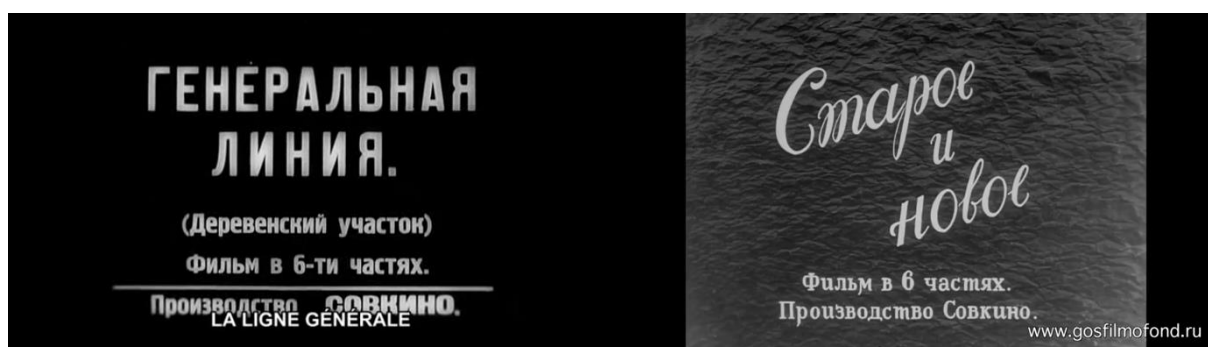 ГЕНЕРАЛЬНАЯ
ЛИНИЯ.
(Деревенский участок)
Фильм в 6-ти частях.
Производство СОВКИНО.
LA LIGNE GÉNÉRALE
Старое
и
новое
Фильм в 6 частях.
Производство Совкино.
www.gosfilmofond.ru